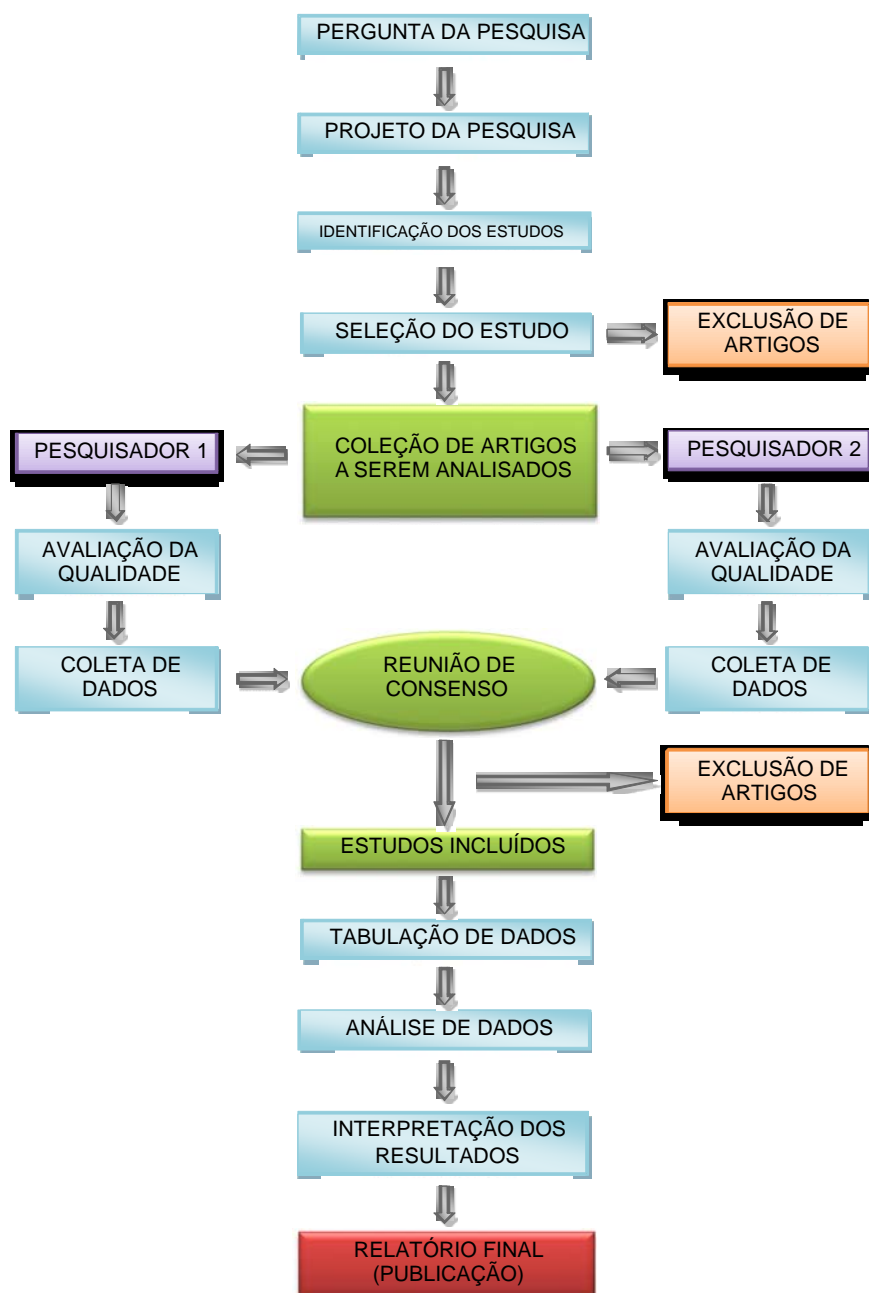 PERGUNTA DA PESQUISA
PROJETO DA PESQUISA
IDENTIFICAÇÃO DOS ESTUDOS
SELEÇÃO DO ESTUDO
EXCLUSÃO DE
ARTIGOS
COLEÇÃO DE ARTIGOS
A SEREM ANALISADOS
PESQUISADOR 1
PESQUISADOR 2
AVALIAÇÃO DA
QUALIDADE
AVALIAÇÃO DA
QUALIDADE
COLETA DE
DADOS
REUNIÃO DE
CONSENSO
COLETA DE
DADOS
EXCLUSÃO DE
ARTIGOS
ESTUDOS INCLUÍDOS
TABULAÇÃO DE DADOS
ANÁLISE DE DADOS
INTERPRETAÇÃO DOS
RESULTADOS
RELATÓRIO FINAL
(PUBLICAÇÃO)